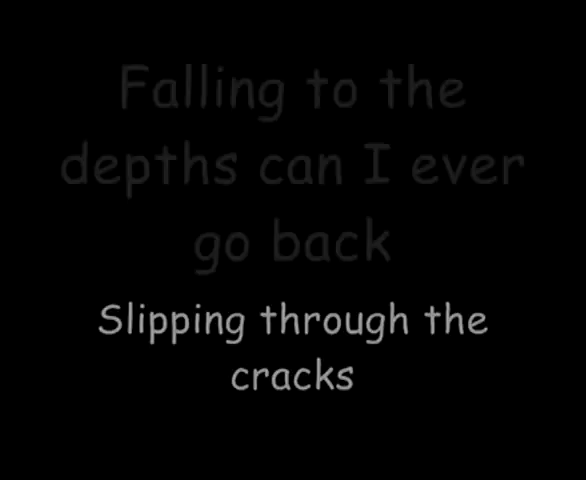 Falling to the
depths can I ever
go back
Slipping through the
cracks